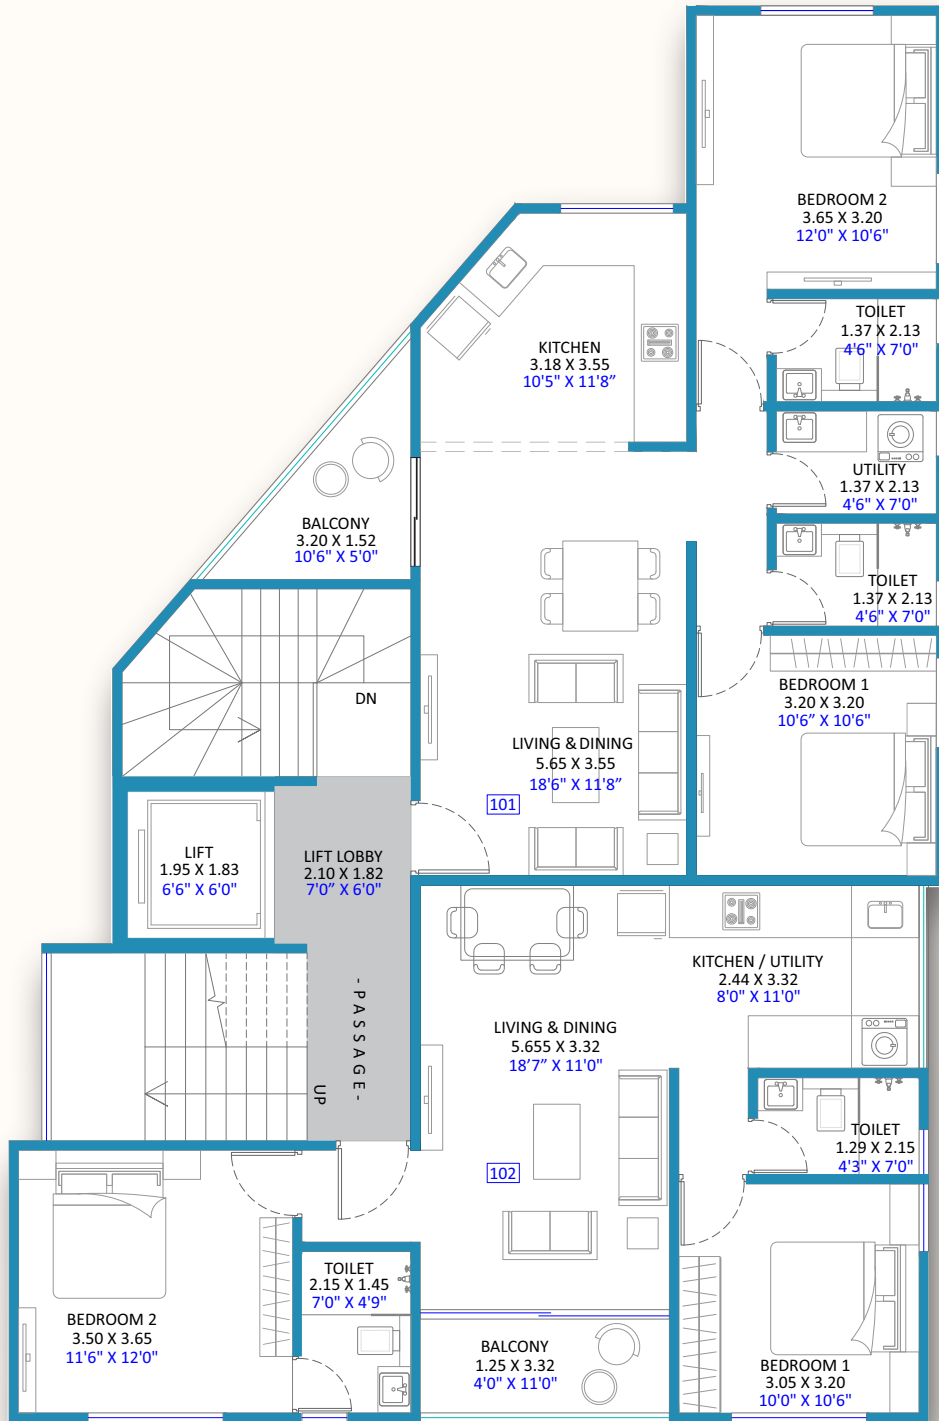 BEDROOM 2
3.65 X 3.20
12'0" X 10'6"
TOILET
1.37 X 2.13
4'6" X 7'0"
KITCHEN
3.18 X 3.55
10'5" X 11'8"
UTILITY
1.37 X 2.13
4'6" X 7'0"
BALCONY
3.20 X 1.52
10'6" X 5'0"
TOILET
1.37 X 2.13
4'6" X 7'0"
DN
BEDROOM 1
3.20 X 3.20
10'6" X 10'6"
LIVING & DINING
5.65 X 3.55
18'6" X 11'8"
101
LIFT
1.95 X 1.83
6'6" X 6'0"
LIFT LOBBY
2.10 X 1.82
7'0" X 6'0"
KITCHEN / UTILITY
2.44 X 3.32
8'0" X 11'0"
- PASSAGE -
LIVING & DINING
5.655 X 3.32
18'7" X 11'0"
UP
TOILET
1.29 X 2.15
4'3" X 7'0"
102
TOILET
2.15 X 1.45
7'0" X 4'9"
BEDROOM 2
3.50 X 3.65
11'6" X 12'0"
BALCONY
1.25 X 3.32
4'0" X 11'0"
BEDROOM 1
3.05 X 3.20
10'0" X 10'6"